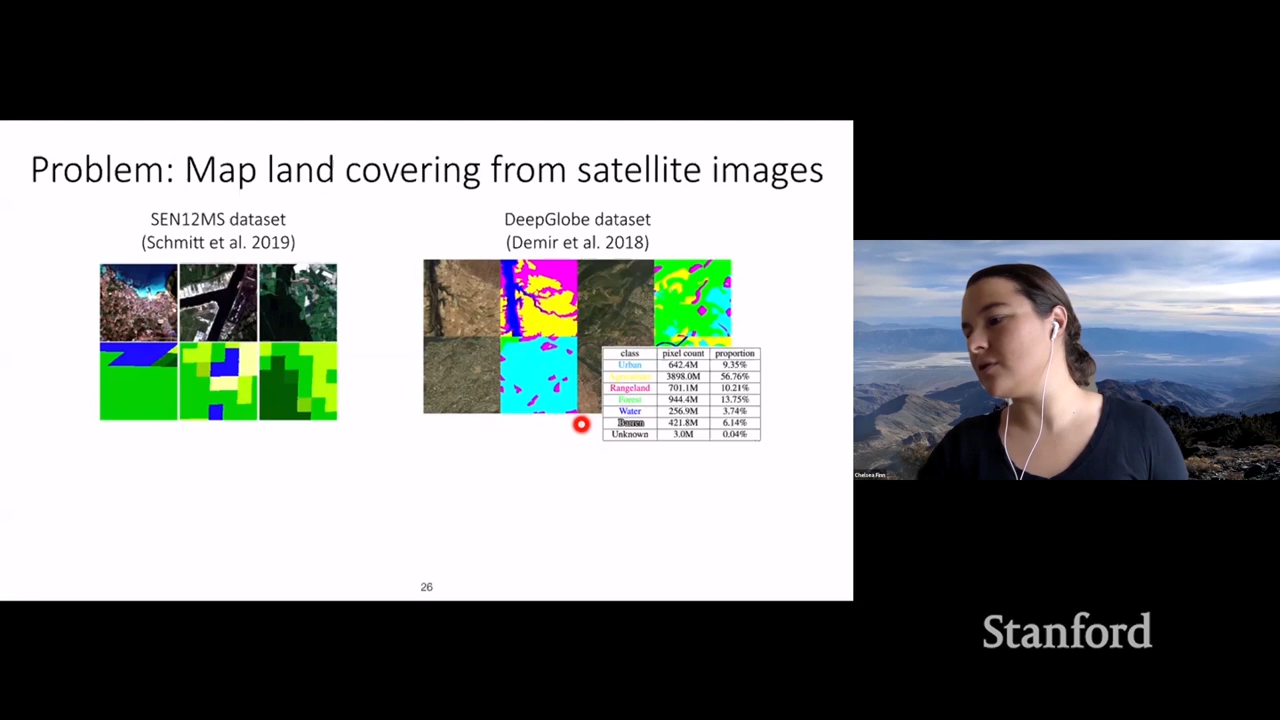 Problem: Map land covering from satellite images
SEN12MS dataset
(Schmitt et al. 2019)
DeepGlobe dataset
(Demir et al. 2018)
class pixel count proportion
Urban 642.4M 9.35%
3898.0M 56.76%
Rangeland 701.1M 10.21%
Forest 944.4M 13.75%
Water 256.9M 3.74%
Barren 421.8M 6.14%
Unknown 3.0M 0.04%
26
Chelsea Finn
Stanford